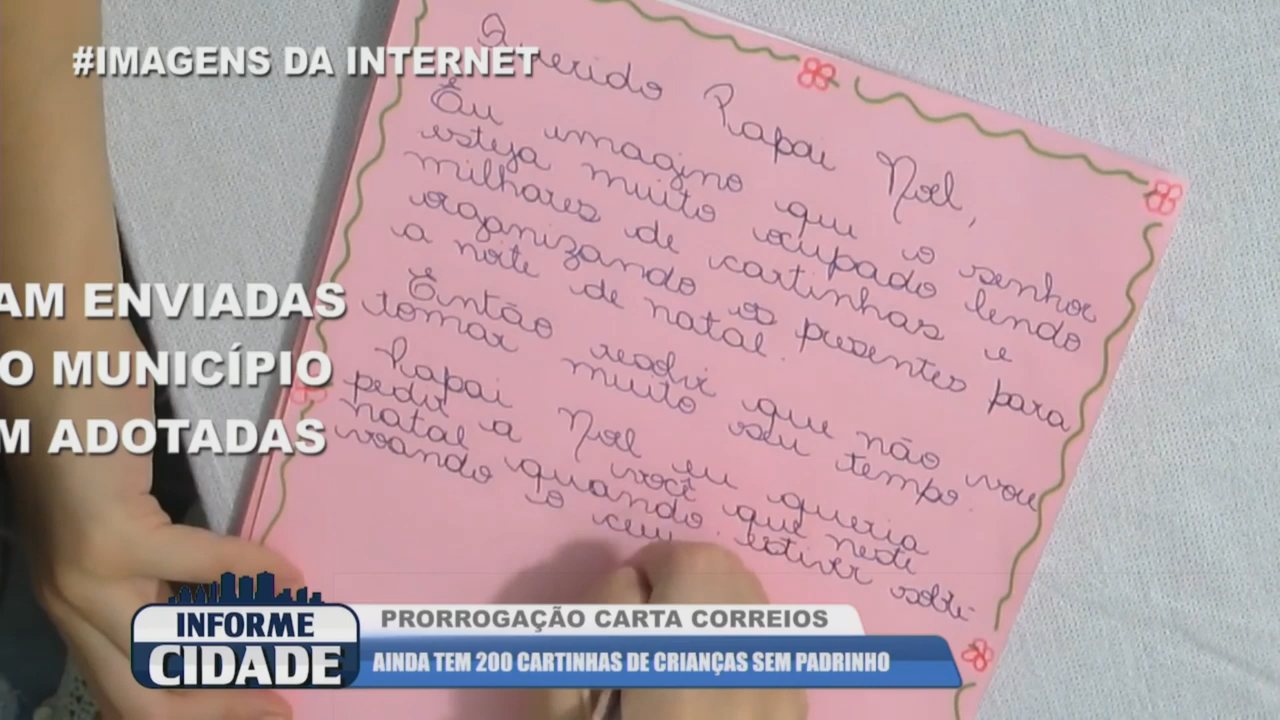 #IMAGENS DA INTERNET
Querido Papai Noel,
Eu imagino que o senhor
esteja muito ocupado lendo
milhares de cartinhas e
organizando os presentes para
a noite de natal.
Então resolvi que não vou
tomar muito seu tempo
Papai Noel eu queria
pedir a você que neste
natal quando estiver
voando o ceu
AM ENVIADAS
O MUNICÍPIO
M ADOTADAS
INFORME
CIDADE
PRORROGAÇÃO CARTA CORREIOS
AINDA TEM 200 CARTINHAS DE CRIANÇAS SEM PADRINHO